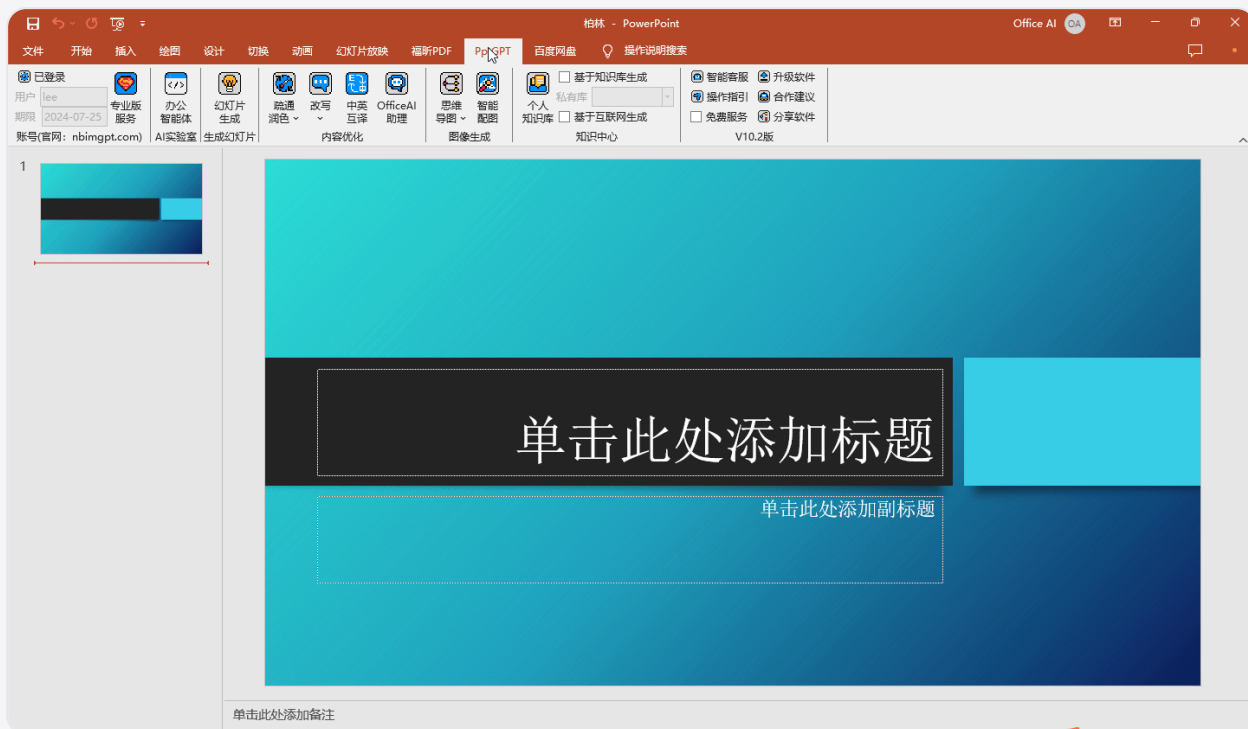 柏林 - PowerPoint
Office AI OA
文件 开始 插入 绘图 设计 切换 动画 幻灯片放映 福昕PDF PptGPT 百度网盘 操作说明搜索
已登录
用户 lee
期限 2024-07-25
专业版
服务
账号(官网：nbimgpt.com)
办公
智能体
AI实验室
幻灯片
生成
生成幻灯片
疏通
润色
改写
中英
互译
OfficeAI
助理
内容优化
思维
导图
智能
配图
图像生成
个人
知识库
基于知识库生成
私有库
基于互联网生成
知识中心
智能客服 升级软件
操作指引 合作建议
免费服务 分享软件
V10.2版
1
单击此处添加标题
单击此处添加副标题
单击此处添加备注